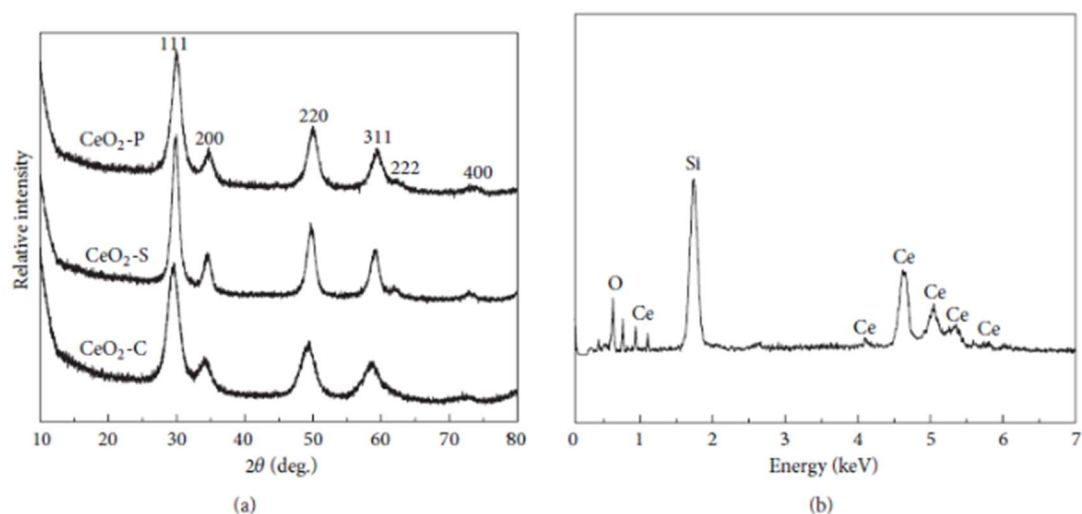 111
200
220
311
222
400
CeO₂-P
CeO₂-S
CeO₂-C
Relative intensity
10 20 30 40 50 60 70 80
2θ (deg.)
(a)
Si
O
Ce
Ce
Ce
Ce
Ce
Ce
0 1 2 3 4 5 6 7
Energy (keV)
(b)